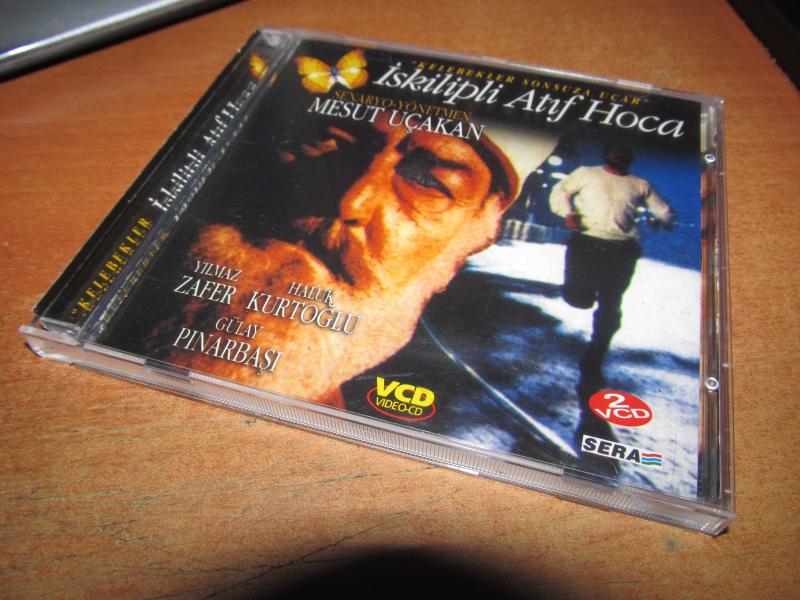 "KELEBEKLER SONSUZA UÇAR"
İskilipli Atıf Hoca
SENARYO-YÖNETMEN
MESUT UÇAKAN
YILMAZ
ZAFER
HALUK
KURTOĞLU
GÜLAY
PINARBAŞI
VCD
VIDEO-CD
2
VCD
SERA
"KELEBEKLER
İskilipli Atıf Hoca